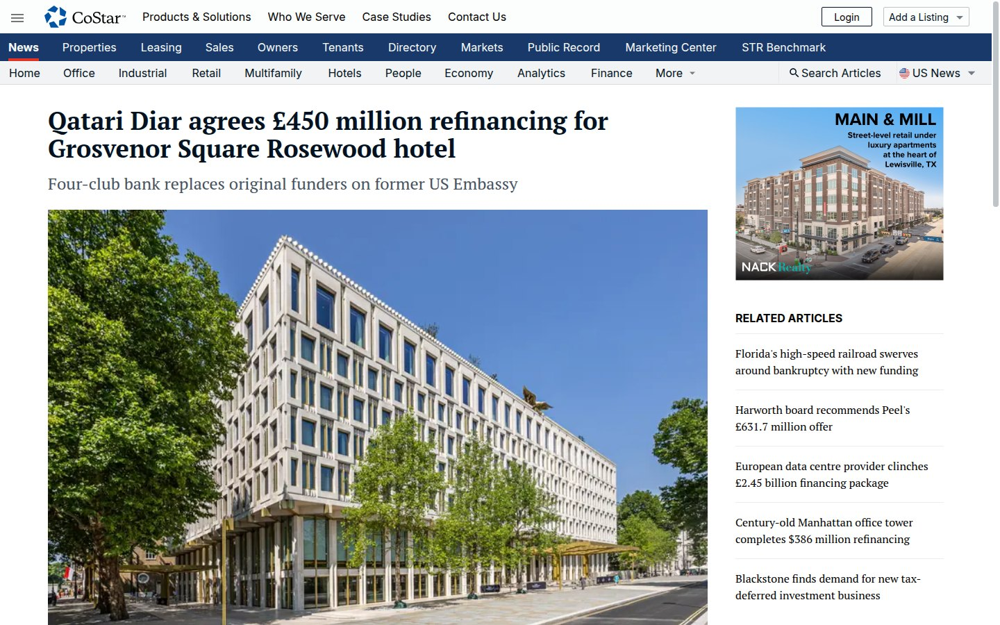 CoStar™
Products & Solutions
Who We Serve
Case Studies
Contact Us
Login
Add a Listing
News
Properties
Leasing
Sales
Owners
Tenants
Directory
Markets
Public Record
Marketing Center
STR Benchmark
Home
Office
Industrial
Retail
Multifamily
Hotels
People
Economy
Analytics
Finance
More
Search Articles
US News
Qatari Diar agrees £450 million refinancing for
Grosvenor Square Rosewood hotel
Four-club bank replaces original funders on former US Embassy
MAIN & MILL
Street-level retail under
luxury apartments
at the heart of
Lewisville, TX
NACK Realty
RELATED ARTICLES
Florida's high-speed railroad swerves
around bankruptcy with new funding
Harworth board recommends Peel's
£631.7 million offer
European data centre provider clinches
£2.45 billion financing package
Century-old Manhattan office tower
completes $386 million refinancing
Blackstone finds demand for new tax-
deferred investment business